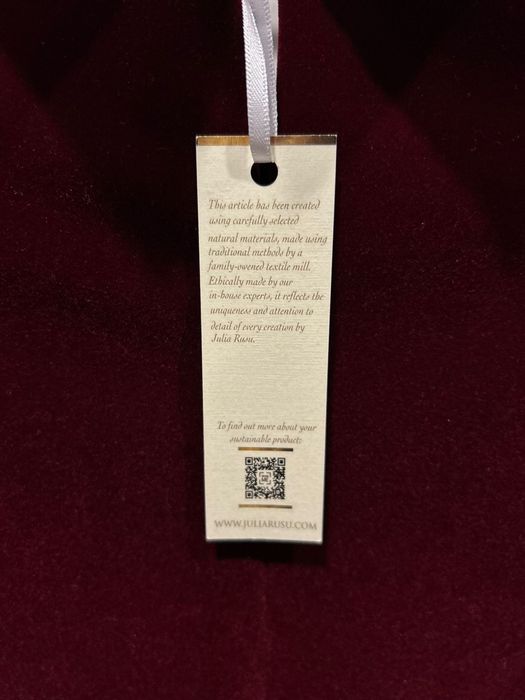 This article has been created
using carefully selected
natural materials, made using
traditional methods by a
family-owened textile mill.
Ethically made by our
in-house experts, it reflects the
uniqueness and attention to
detail of every creation by
Julia Rusu.
To find out more about your
sustainable product:
WWW.JULIARUSU.COM